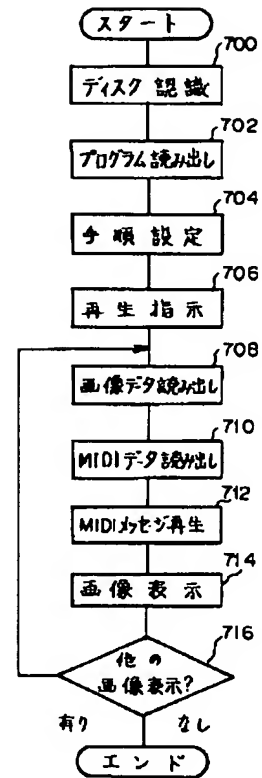 スタート
700
ディスク認識
702
プログラム読み出し
704
手順設定
706
再生指示
708
画像データ読み出し
710
MIDIデータ読み出し
712
MIDIメッセージ再生
714
画像表示
716
他の
画像表示?
有り
なし
エンド